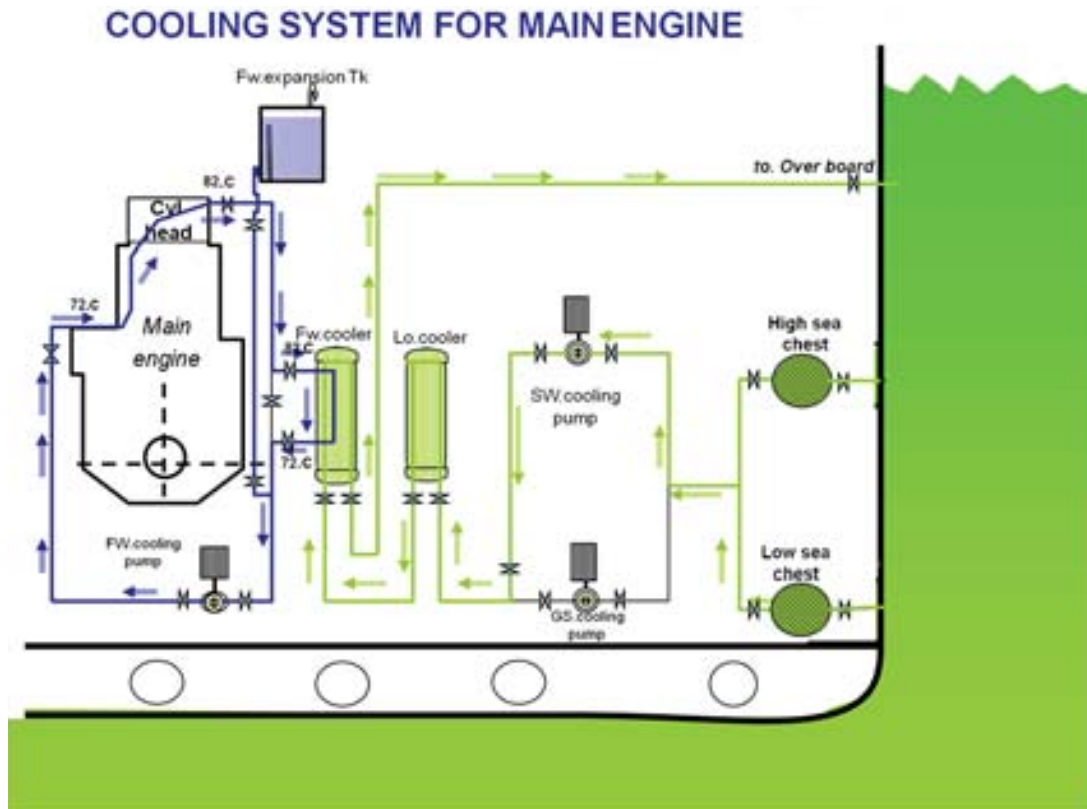 COOLING SYSTEM FOR MAIN ENGINE
Fw.expansion Tk
to. Over board
82.C
Cyl
head
72.C
Main
engine
Fw.cooler
Lo.cooler
High sea
chest
82.C
SW.cooling
pump
72.C
FW.cooling
pump
Low sea
chest
GS.cooling
pump